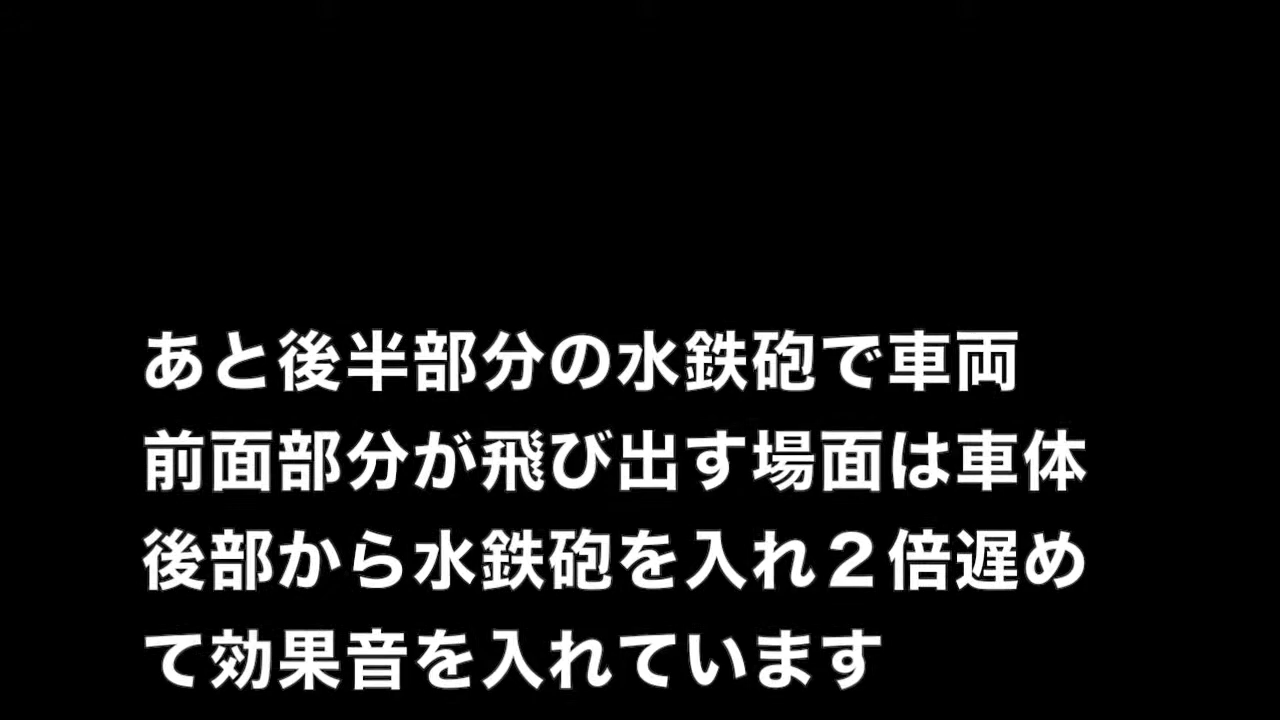 あと後半部分の水鉄砲で車両
前面部分が飛び出す場面は車体
後部から水鉄砲を入れ２倍遅め
て効果音を入れています